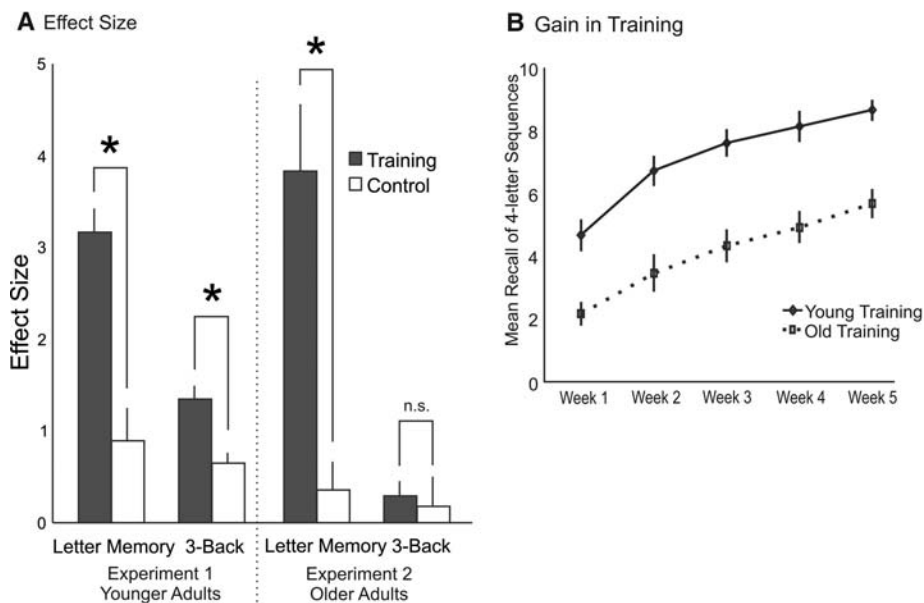 A Effect Size
5
4
3
2
1
0
Effect Size
*
*
*
n.s.
Training
Control
Letter Memory 3-Back
Letter Memory 3-Back
Experiment 1
Younger Adults
Experiment 2
Older Adults
B Gain in Training
10
8
6
4
2
0
Mean Recall of 4-letter Sequences
Young Training
Old Training
Week 1 Week 2 Week 3 Week 4 Week 5